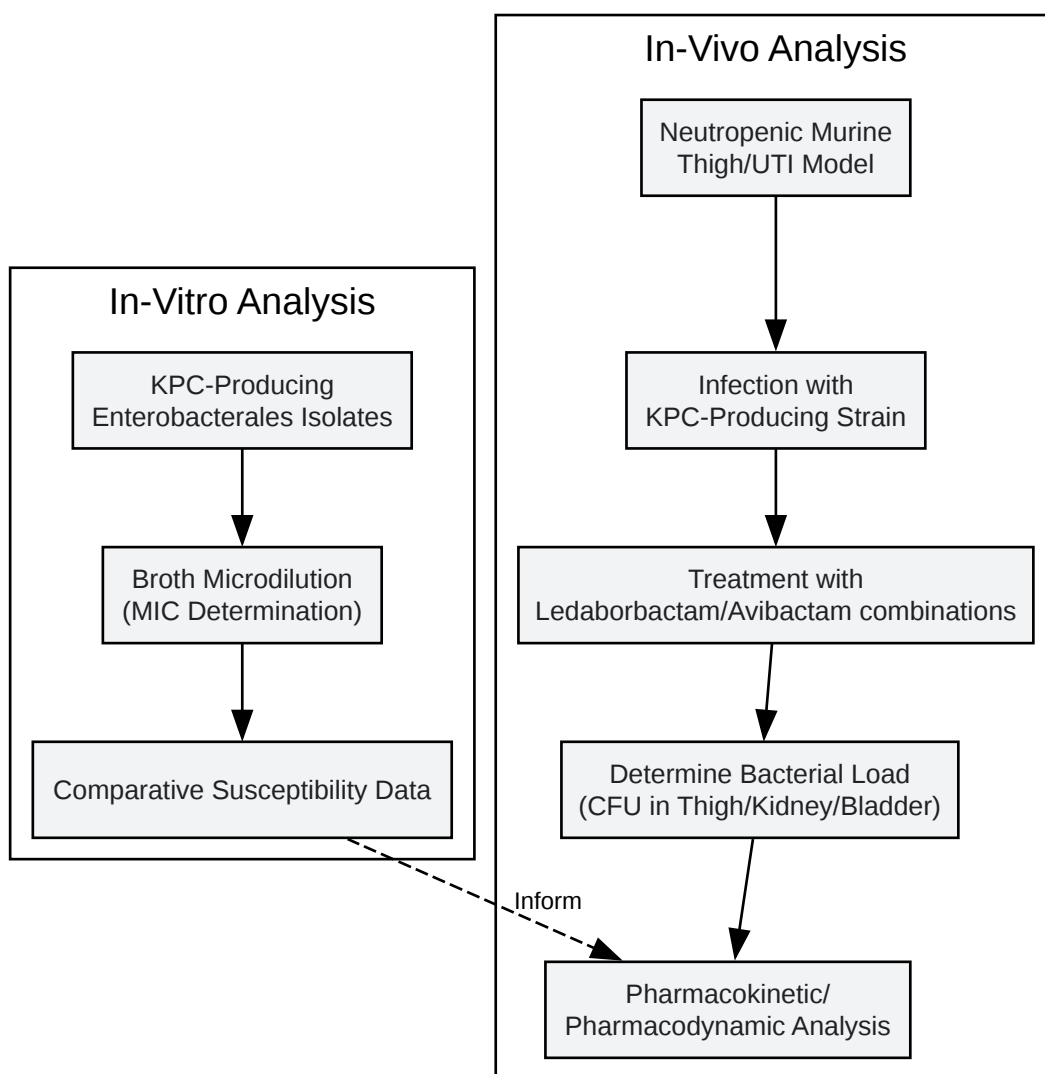 In-Vitro Analysis
KPC-Producing
Enterobacterales Isolates
Broth Microdilution
(MIC Determination)
Comparative Susceptibility Data
Inform
In-Vivo Analysis
Neutropenic Murine
Thigh/UTI Model
Infection with
KPC-Producing Strain
Treatment with
Ledaborbactam/Avibactam combinations
Determine Bacterial Load
(CFU in Thigh/Kidney/Bladder)
Pharmacokinetic/
Pharmacodynamic Analysis